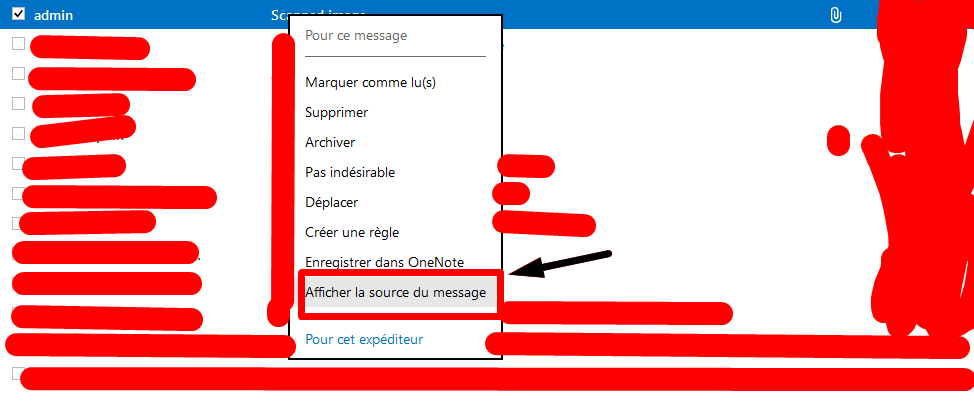 admin
Scanned image
Pour ce message
Marquer comme lu(s)
Supprimer
Archiver
Pas indésirable
Déplacer
Créer une règle
Enregistrer dans OneNote
Afficher la source du message
Pour cet expéditeur